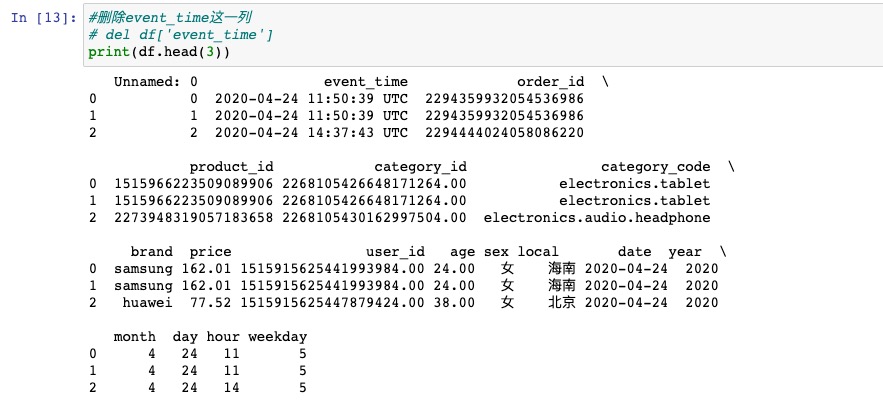 In [13]: #删除event_time这一列
# del df['event_time']
print(df.head(3))
Unnamed: 0 event_time order_id \
0 0 2020-04-24 11:50:39 UTC 2294359932054536986
1 1 2020-04-24 11:50:39 UTC 2294359932054536986
2 2 2020-04-24 14:37:43 UTC 2294444024058086220
product_id category_id category_code \
0 1515966223509089906 2268105426648171264.00 electronics.tablet
1 1515966223509089906 2268105426648171264.00 electronics.tablet
2 2273948319057183658 2268105430162997504.00 electronics.audio.headphone
brand price user_id age sex local date year \
0 samsung 162.01 1515915625441993984.00 24.00 女 海南 2020-04-24 2020
1 samsung 162.01 1515915625441993984.00 24.00 女 海南 2020-04-24 2020
2 huawei 77.52 1515915625447879424.00 38.00 女 北京 2020-04-24 2020
month day hour weekday
0 4 24 11 5
1 4 24 11 5
2 4 24 14 5